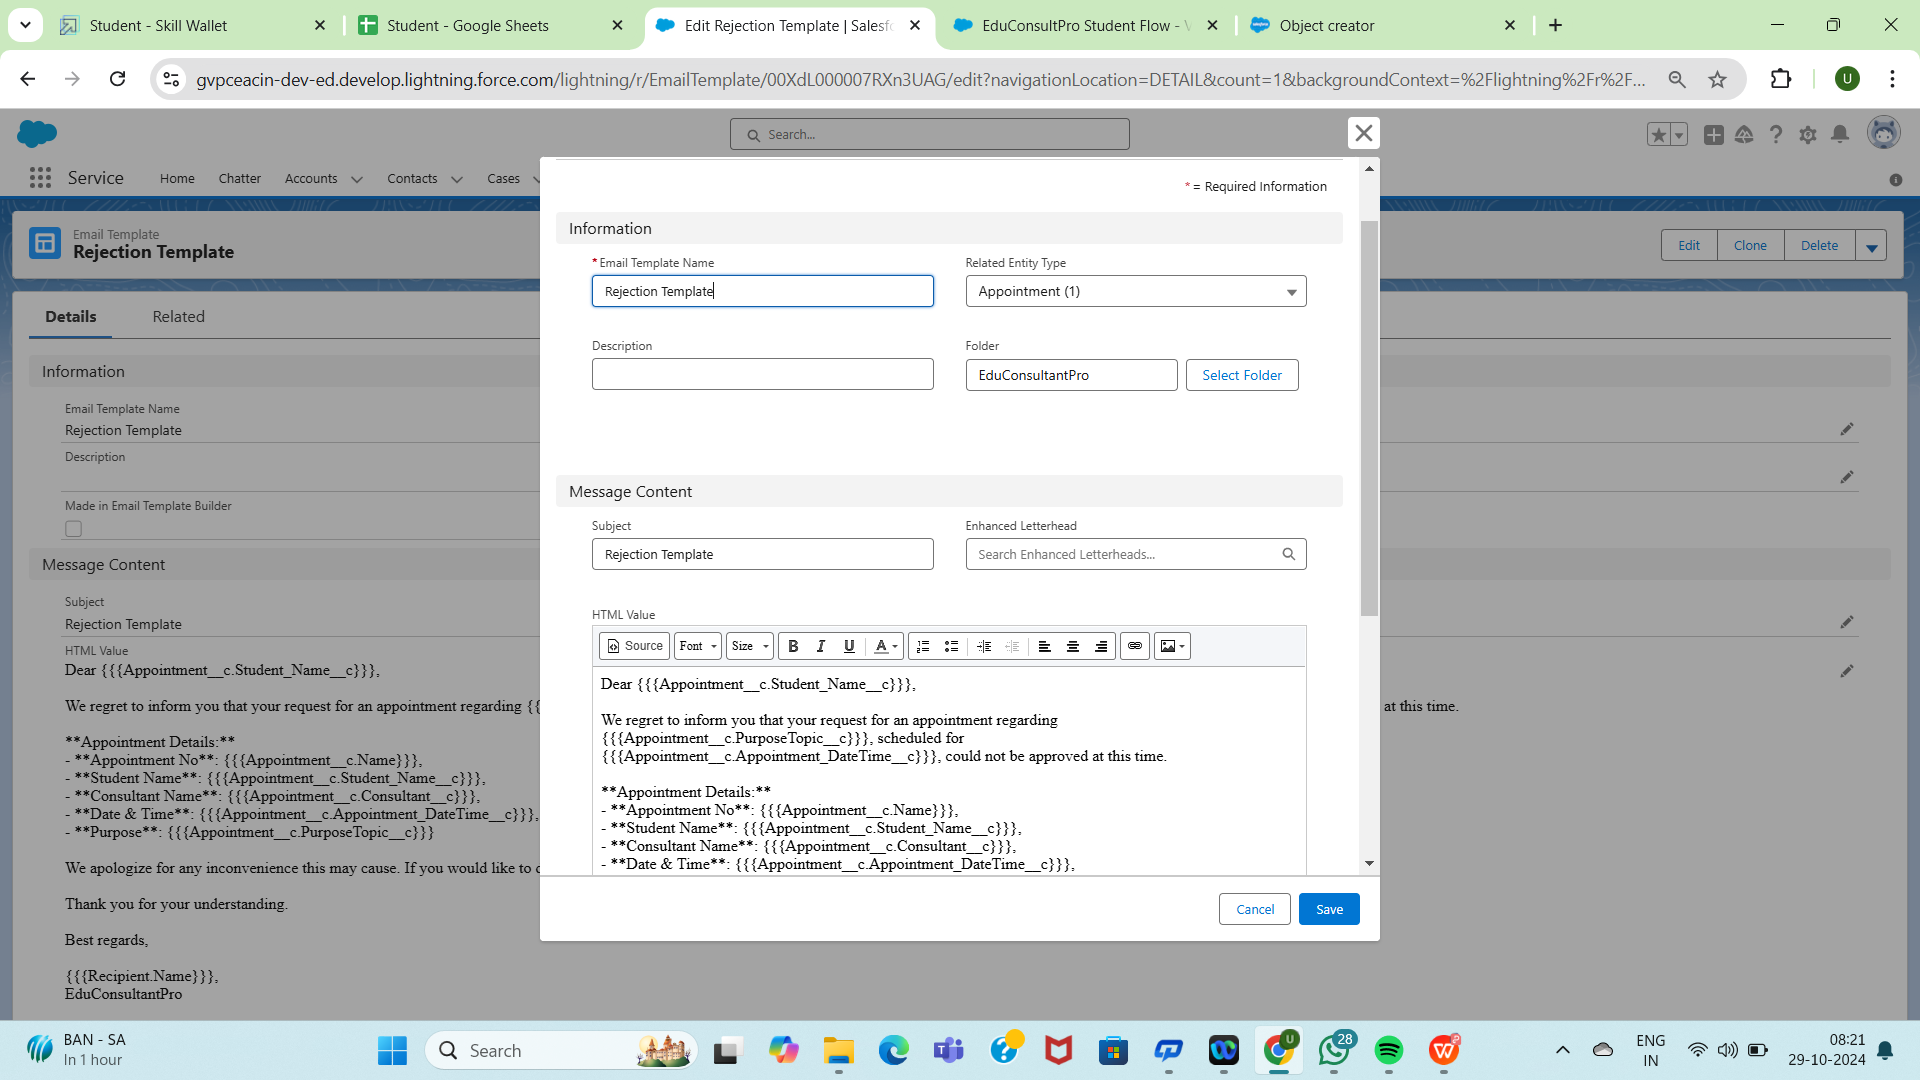 Student - Skill Wallet
Student - Google Sheets
Edit Rejection Template | Salesfo
EduConsultPro Student Flow - V
Object creator
gvpceacin-dev-ed.develop.lightning.force.com/lightning/r/EmailTemplate/00XdL000007RXn3UAG/edit?navigationLocation=DETAIL&count=1&backgroundContext=%2Flightning%2Fr%2F...
U
Search...
Service
Home
Chatter
Accounts
Contacts
Cases
Email Template
Rejection Template
Edit
Clone
Delete
Details
Related
Information
Email Template Name
Rejection Template
Description
Made in Email Template Builder
Message Content
Subject
Rejection Template
HTML Value
Dear {{{Appointment__c.Student_Name__c}}},
We regret to inform you that your request for an appointment regarding {{
at this time.
**Appointment Details:**
- **Appointment No**: {{{Appointment__c.Name}}},
- **Student Name**: {{{Appointment__c.Student_Name__c}}},
- **Consultant Name**: {{{Appointment__c.Consultant__c}}},
- **Date & Time**: {{{Appointment__c.Appointment_DateTime__c}}},
- **Purpose**: {{{Appointment__c.PurposeTopic__c}}}
We apologize for any inconvenience this may cause. If you would like to
Thank you for your understanding.
Best regards,
{{{Recipient.Name}}},
EduConsultantPro
* = Required Information
Information
* Email Template Name
Rejection Template
Related Entity Type
Appointment (1)
Description
Folder
EduConsultantPro
Select Folder
Message Content
Subject
Rejection Template
Enhanced Letterhead
Search Enhanced Letterheads...
HTML Value
Source
Font
Size
B
I
U
A
Dear {{{Appointment__c.Student_Name__c}}},
We regret to inform you that your request for an appointment regarding
{{{Appointment__c.PurposeTopic__c}}}, scheduled for
{{{Appointment__c.Appointment_DateTime__c}}}, could not be approved at this time.
**Appointment Details:**
- **Appointment No**: {{{Appointment__c.Name}}},
- **Student Name**: {{{Appointment__c.Student_Name__c}}},
- **Consultant Name**: {{{Appointment__c.Consultant__c}}},
- **Date & Time**: {{{Appointment__c.Appointment_DateTime__c}}},
Cancel
Save
BAN - SA
In 1 hour
Search
U
28
ENG
IN
08:21
29-10-2024